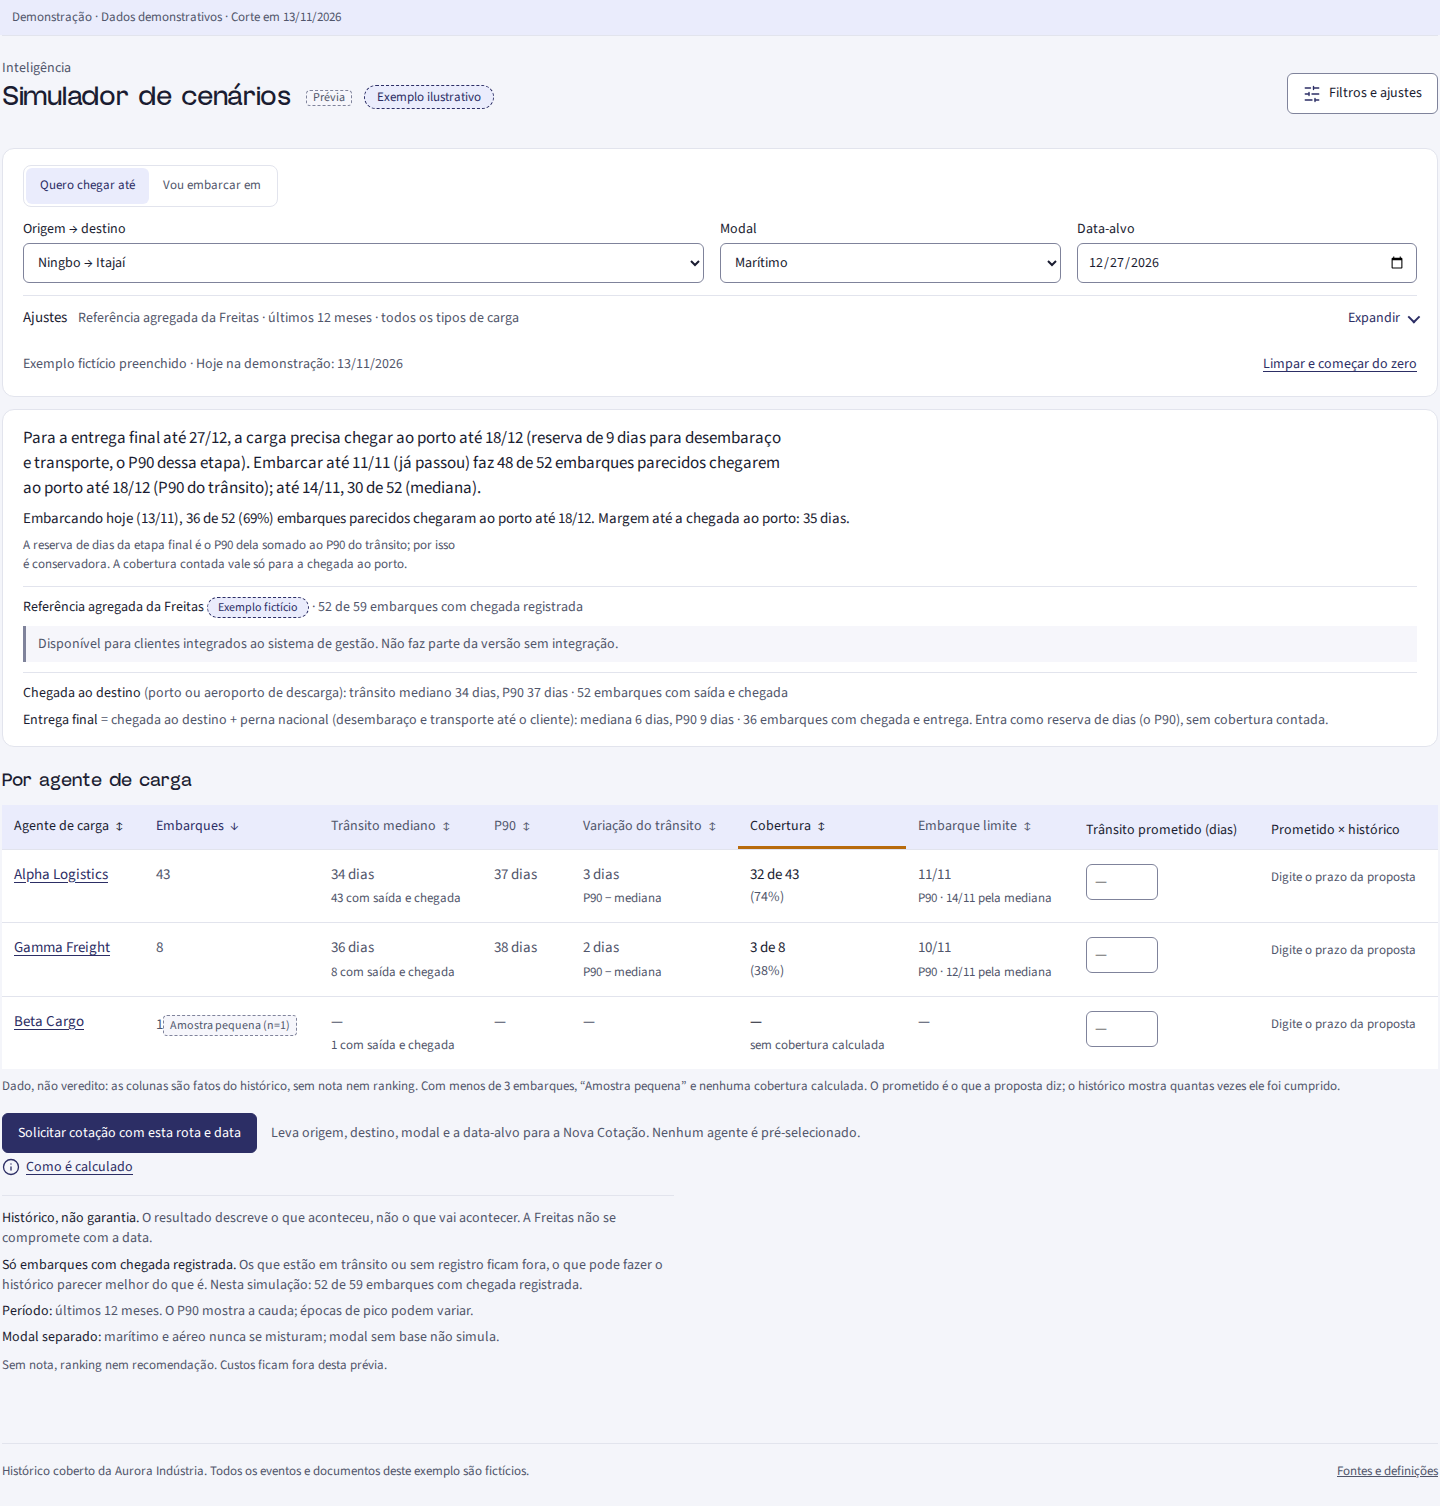 Demonstração · Dados demonstrativos · Corte em 13/11/2026
Inteligência
Simulador de cenários
Prévia
Exemplo ilustrativo
Filtros e ajustes
Quero chegar até
Vou embarcar em
Origem → destino
Modal
Data-alvo
Ningbo → Itajaí
Marítimo
12/27/2026
Ajustes Referência agregada da Freitas · últimos 12 meses · todos os tipos de carga
Expandir
Exemplo fictício preenchido · Hoje na demonstração: 13/11/2026
Limpar e começar do zero
Para a entrega final até 27/12, a carga precisa chegar ao porto até 18/12 (reserva de 9 dias para desembaraço
e transporte, o P90 dessa etapa). Embarcar até 11/11 (já passou) faz 48 de 52 embarques parecidos chegarem
ao porto até 18/12 (P90 do trânsito); até 14/11, 30 de 52 (mediana).
Embarcando hoje (13/11), 36 de 52 (69%) embarques parecidos chegaram ao porto até 18/12. Margem até a chegada ao porto: 35 dias.
A reserva de dias da etapa final é o P90 dela somado ao P90 do trânsito; por isso
é conservadora. A cobertura contada vale só para a chegada ao porto.
Referência agregada da Freitas Exemplo fictício · 52 de 59 embarques com chegada registrada
Disponível para clientes integrados ao sistema de gestão. Não faz parte da versão sem integração.
Chegada ao destino (porto ou aeroporto de descarga): trânsito mediano 34 dias, P90 37 dias · 52 embarques com saída e chegada
Entrega final = chegada ao destino + perna nacional (desembaraço e transporte até o cliente): mediana 6 dias, P90 9 dias · 36 embarques com chegada e entrega. Entra como reserva de dias (o P90), sem cobertura contada.
Por agente de carga
Agente de carga ↕ Embarques ↓ Trânsito mediano ↕ P90 ↕ Variação do trânsito ↕ Cobertura ↕ Embarque limite ↕ Trânsito prometido (dias) Prometido × histórico
Alpha Logistics 43 34 dias 37 dias 3 dias 32 de 43 11/11 — Digite o prazo da proposta
43 com saída e chegada P90 − mediana (74%) P90 · 14/11 pela mediana
Gamma Freight 8 36 dias 38 dias 2 dias 3 de 8 10/11 — Digite o prazo da proposta
8 com saída e chegada P90 − mediana (38%) P90 · 12/11 pela mediana
Beta Cargo 1 Amostra pequena (n=1) — — — — — — Digite o prazo da proposta
1 com saída e chegada sem cobertura calculada
Dado, não veredito: as colunas são fatos do histórico, sem nota nem ranking. Com menos de 3 embarques, “Amostra pequena” e nenhuma cobertura calculada. O prometido é o que a proposta diz; o histórico mostra quantas vezes ele foi cumprido.
Solicitar cotação com esta rota e data
Leva origem, destino, modal e a data-alvo para a Nova Cotação. Nenhum agente é pré-selecionado.
Como é calculado
Histórico, não garantia. O resultado descreve o que aconteceu, não o que vai acontecer. A Freitas não se
compromete com a data.
Só embarques com chegada registrada. Os que estão em trânsito ou sem registro ficam fora, o que pode fazer o
histórico parecer melhor do que é. Nesta simulação: 52 de 59 embarques com chegada registrada.
Período: últimos 12 meses. O P90 mostra a cauda; épocas de pico podem variar.
Modal separado: marítimo e aéreo nunca se misturam; modal sem base não simula.
Sem nota, ranking nem recomendação. Custos ficam fora desta prévia.
Histórico coberto da Aurora Indústria. Todos os eventos e documentos deste exemplo são fictícios.
Fontes e definições